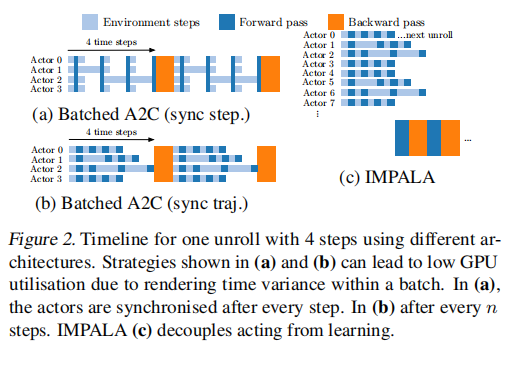 Environment steps Forward pass Backward pass
4 time steps
Actor 0
Actor 1
Actor 2
Actor 3
(a) Batched A2C (sync step.)
4 time steps
Actor 0
Actor 1
Actor 2
Actor 3
(b) Batched A2C (sync traj.)
Actor 0 ...next unroll
Actor 1
Actor 2
Actor 3
Actor 4
Actor 5
Actor 6
Actor 7
⋮
...
(c) IMPALA
Figure 2. Timeline for one unroll with 4 steps using different ar-
chitectures. Strategies shown in (a) and (b) can lead to low GPU
utilisation due to rendering time variance within a batch. In (a),
the actors are synchronised after every step. In (b) after every n
steps. IMPALA (c) decouples acting from learning.